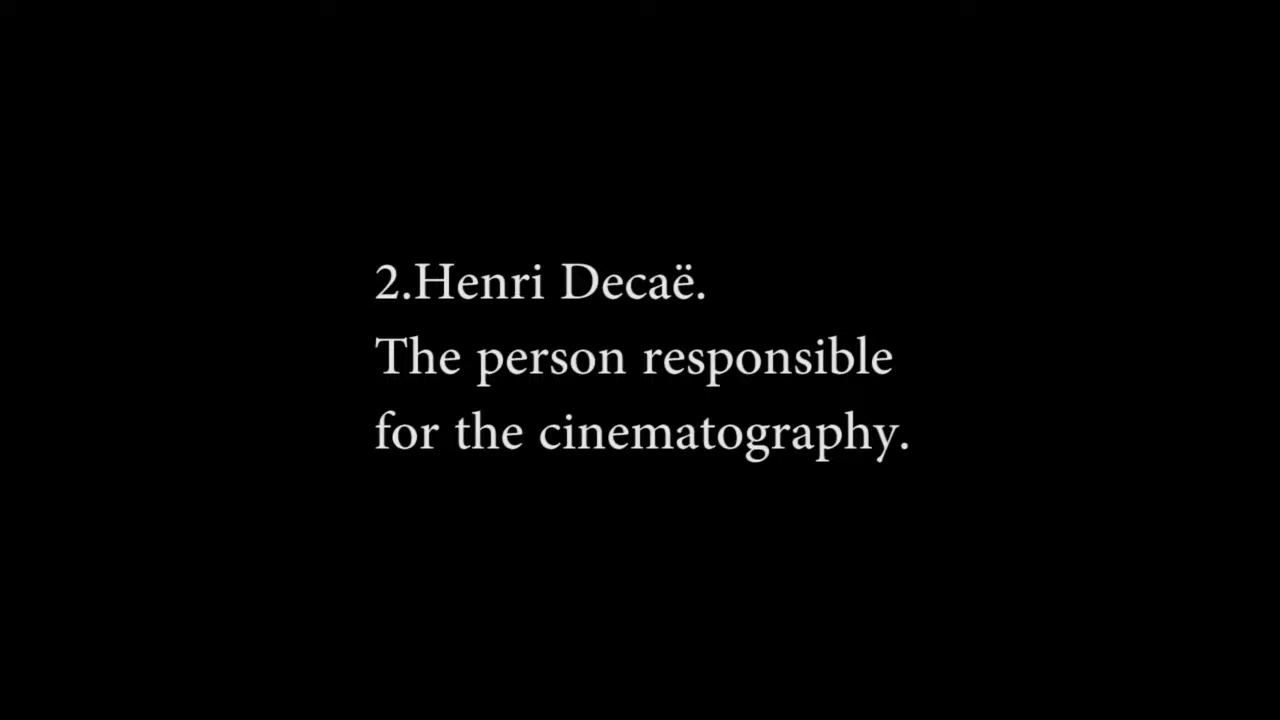 2.Henri Decaë.
The person responsible
for the cinematography.